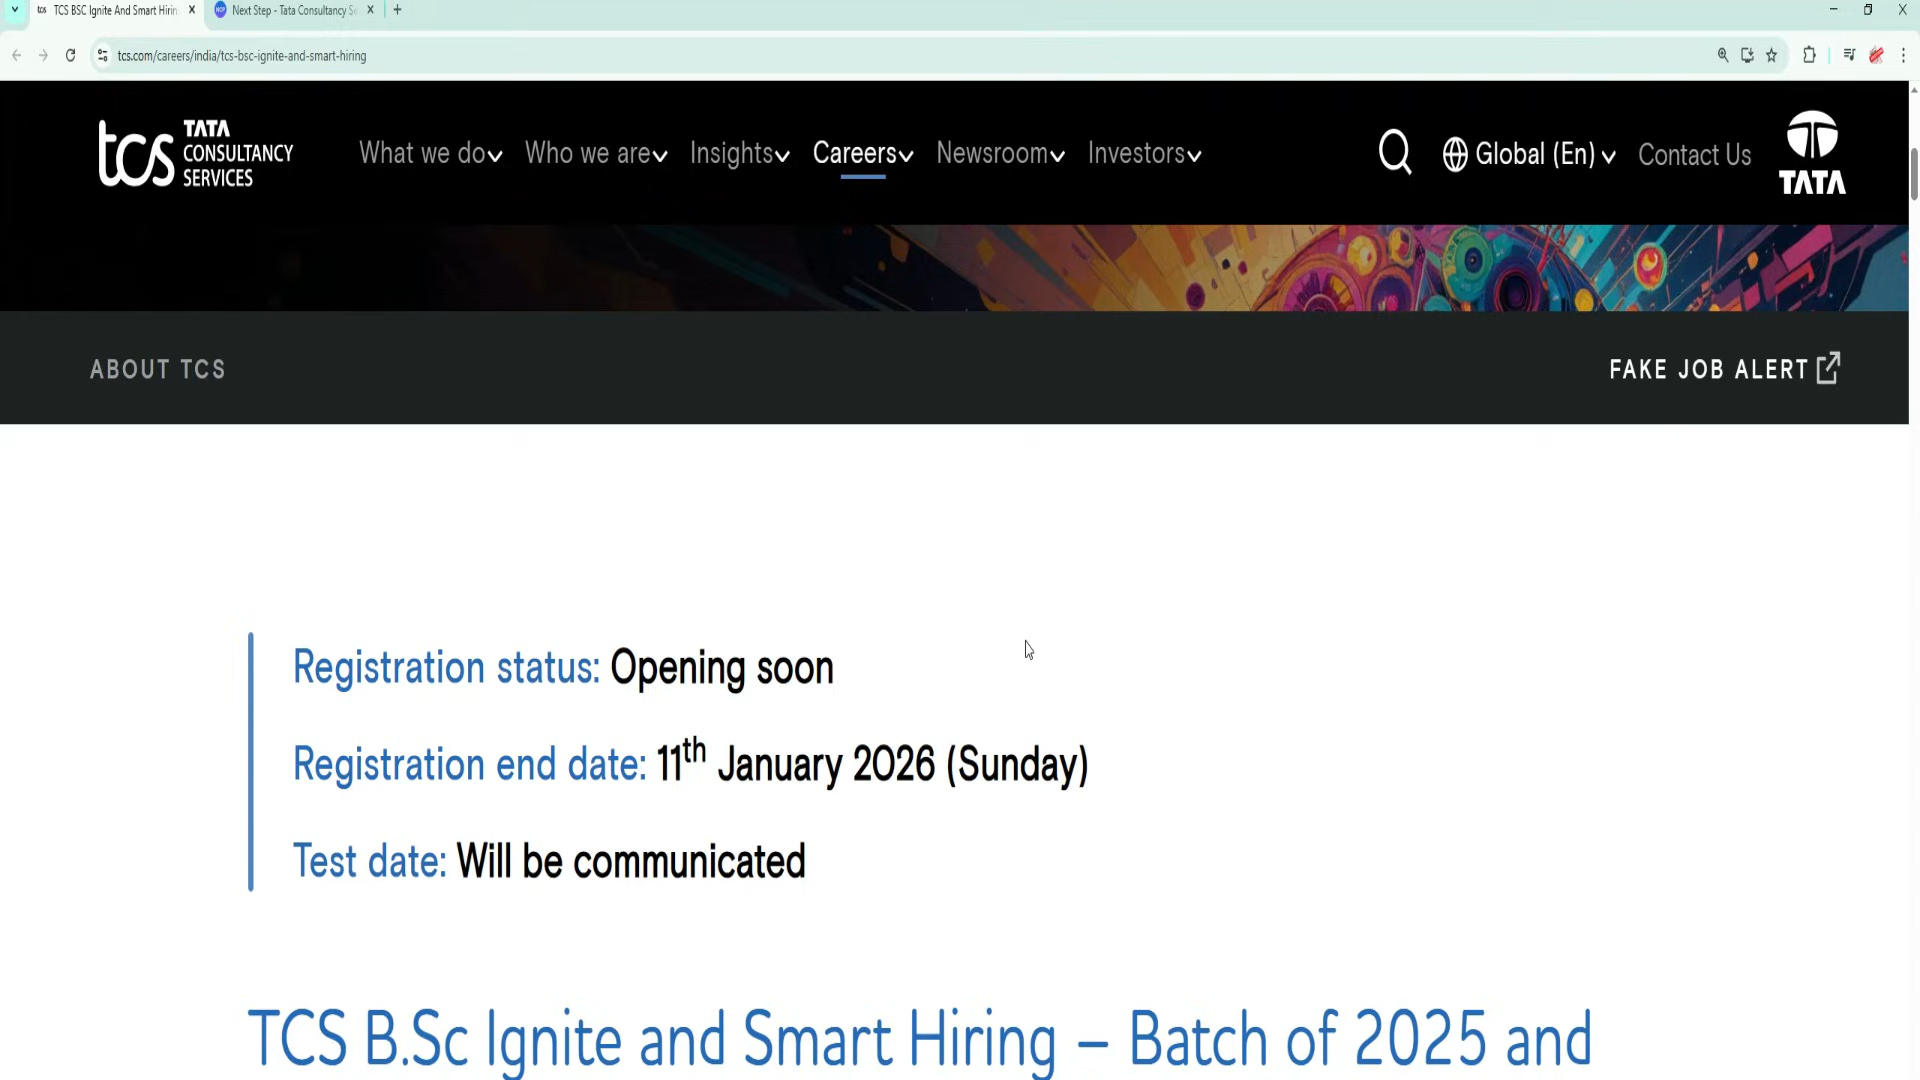 TCS BSC Ignite And Smart Hirin
Next Step - Tata Consultancy Se
tcs.com/careers/india/tcs-bsc-ignite-and-smart-hiring
tcs TATA CONSULTANCY SERVICES
What we do
Who we are
Insights
Careers
Newsroom
Investors
Global (En)
Contact Us
TATA
ABOUT TCS
FAKE JOB ALERT
Registration status: Opening soon
Registration end date: 11th January 2026 (Sunday)
Test date: Will be communicated
TCS B.Sc Ignite and Smart Hiring – Batch of 2025 and